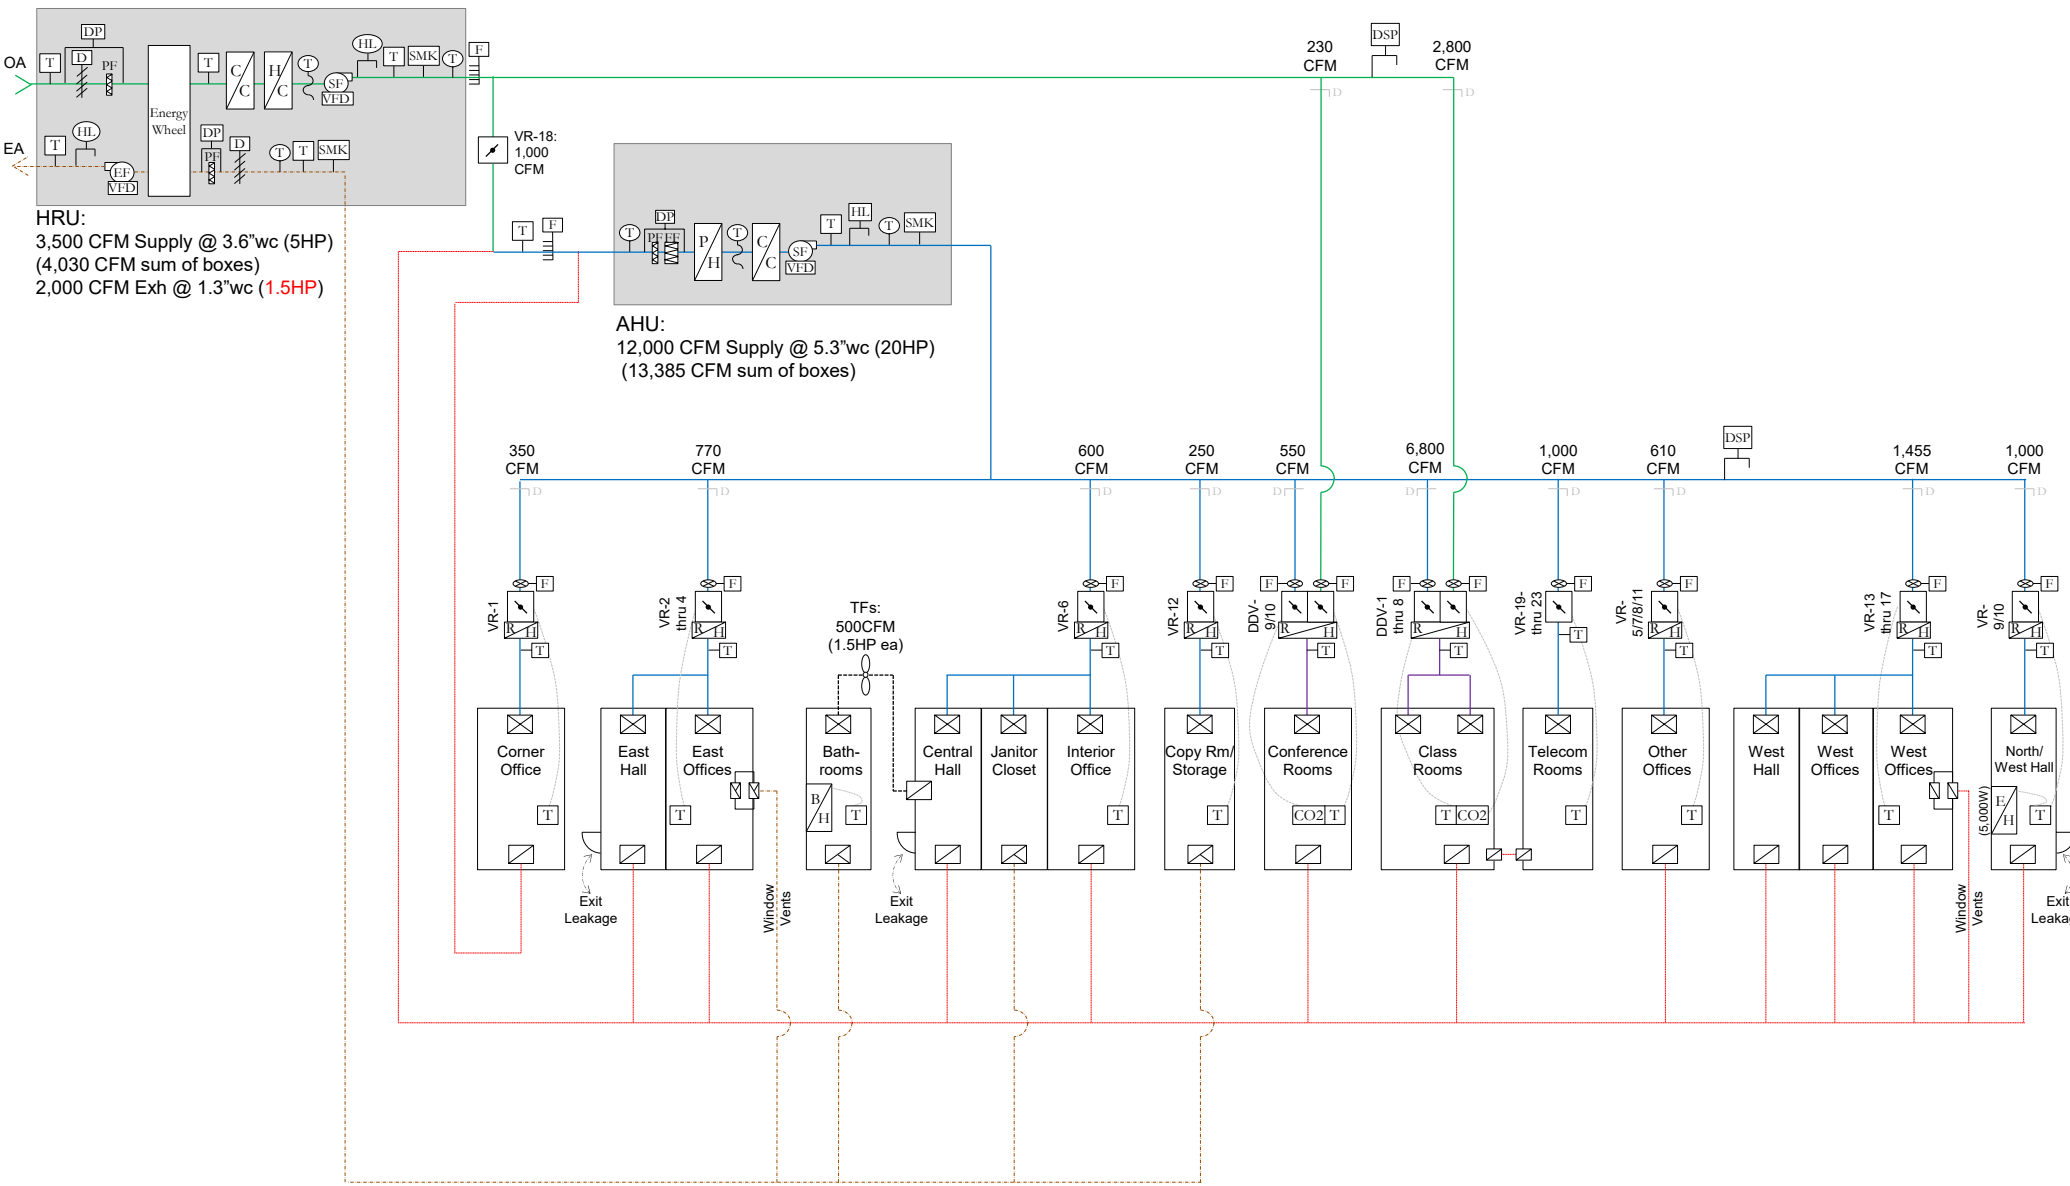 OA
T
DP
D
PF
Energy
Wheel
T
C
C
H
C
T
SF
VFD
HL
T
SMK
T
F
EA
T
HL
EF
VFD
DP
PF
D
T
T
SMK
HRU:
3,500 CFM Supply @ 3.6”wc (5HP)
(4,030 CFM sum of boxes)
2,000 CFM Exh @ 1.3”wc (1.5HP)
VR-18:
1,000
CFM
230
CFM
D
DSP
2,800
CFM
D
T
F
T
DP
PF
FF
P
H
T
C
C
SF
VFD
T
HL
T
SMK
AHU:
12,000 CFM Supply @ 5.3”wc (20HP)
(13,385 CFM sum of boxes)
350
CFM
D
770
CFM
D
600
CFM
D
250
CFM
D
550
CFM
D
6,800
CFM
D
1,000
CFM
D
610
CFM
D
DSP
1,455
CFM
D
1,000
CFM
D
VR-1
F
R
H
T
VR-2
thru 4
F
R
H
T
TFs:
500CFM
(1.5HP ea)
VR-6
F
R
H
T
VR-12
F
R
H
T
DDV-
9/10
F
F
R
H
T
DDV-1
thru 8
F
F
R
H
T
VR-19-
thru 23
F
T
VR-
5/7/8/11
F
R
H
T
VR-13
thru 17
F
R
H
T
VR-
9/10
F
R
H
T
Corner
Office
T
East
Hall
East
Offices
T
Bath-
rooms
B
H
T
Central
Hall
Janitor
Closet
Interior
Office
T
Copy Rm/
Storage
T
Conference
Rooms
CO2
T
Class
Rooms
T
CO2
Telecom
Rooms
T
Other
Offices
T
West
Hall
West
Offices
West
Offices
T
North/
West Hall
(5,000W)
E
H
T
Exit
Leakage
Window
Vents
Exit
Leakage
Window
Vents
Exit
Leaka